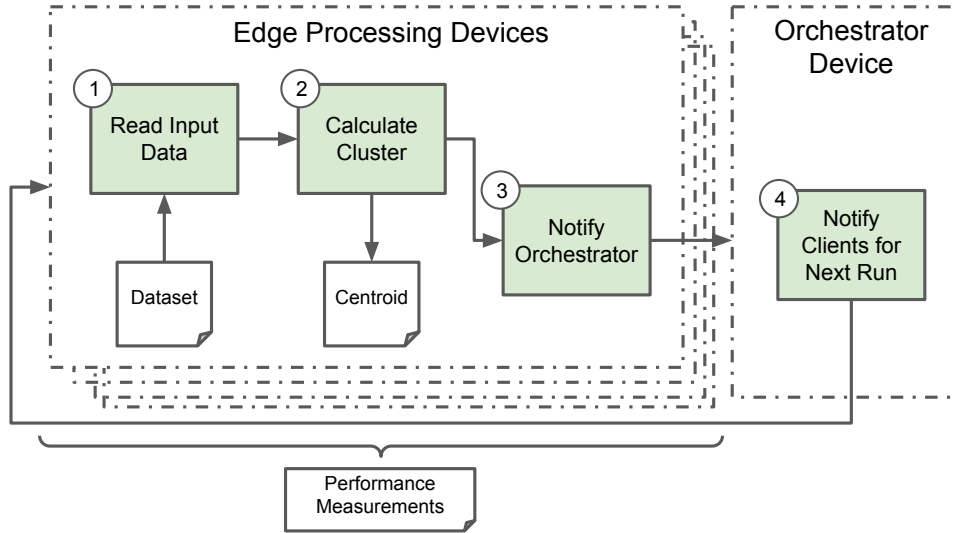 Edge Processing Devices
Orchestrator
Device
1
Read Input
Data
2
Calculate
Cluster
3
Notify
Orchestrator
4
Notify
Clients for
Next Run
Dataset
Centroid
Performance
Measurements